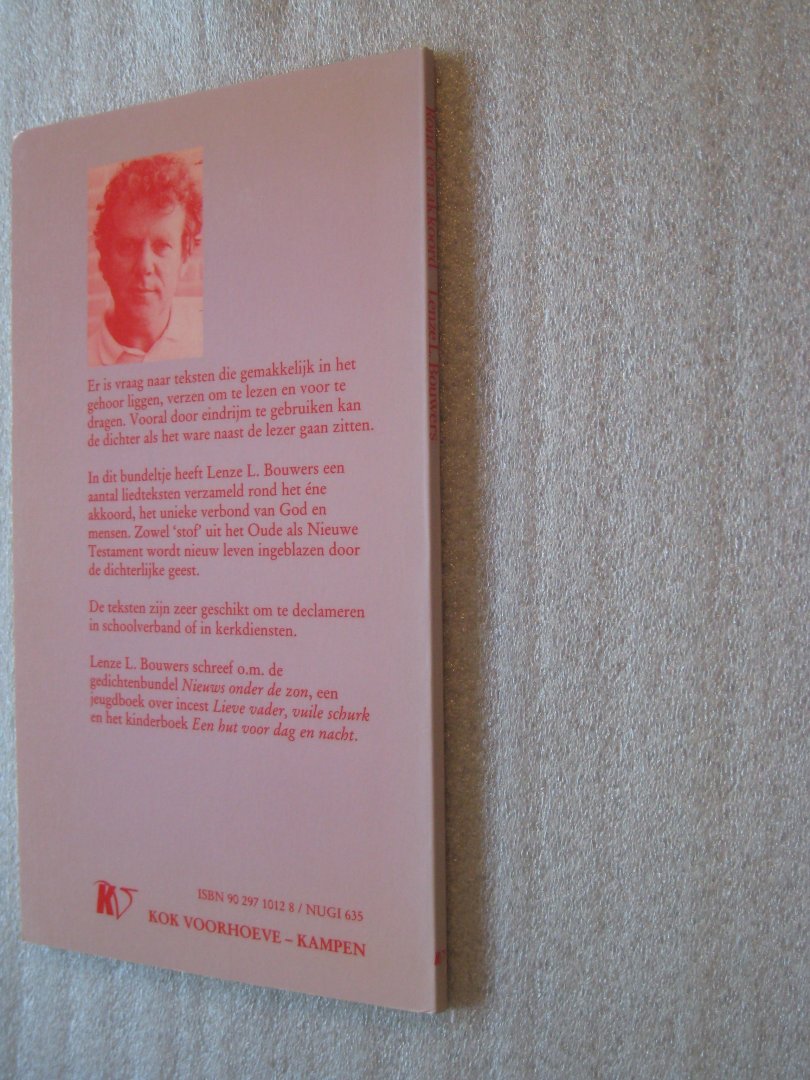 Er is vraag naar teksten die gemakkelijk in het
gehoor liggen, verzen om te lezen en voor te
dragen. Vooral door eindrijm te gebruiken kan
de dichter als het ware naast de lezer gaan zitten.
In dit bundeltje heeft Lenze L. Bouwers een
aantal liedteksten verzameld rond het éne
akkoord, het unieke verbond van God en
mensen. Zowel ‘stof’ uit het Oude als Nieuwe
Testament wordt nieuw leven ingeblazen door
de dichterlijke geest.
De teksten zijn zeer geschikt om te declameren
in schoolverband of in kerkdiensten.
Lenze L. Bouwers schreef o.m. de
gedichtenbundel Nieuws onder de zon, een
jeugdboek over incest Lieve vader, vuile schurk
en het kinderboek Een hut voor dag en nacht.
KV
ISBN 90 297 1012 8 / NUGI 635
KOK VOORHOEVE – KAMPEN
akkoord Lenze L. Bouwers